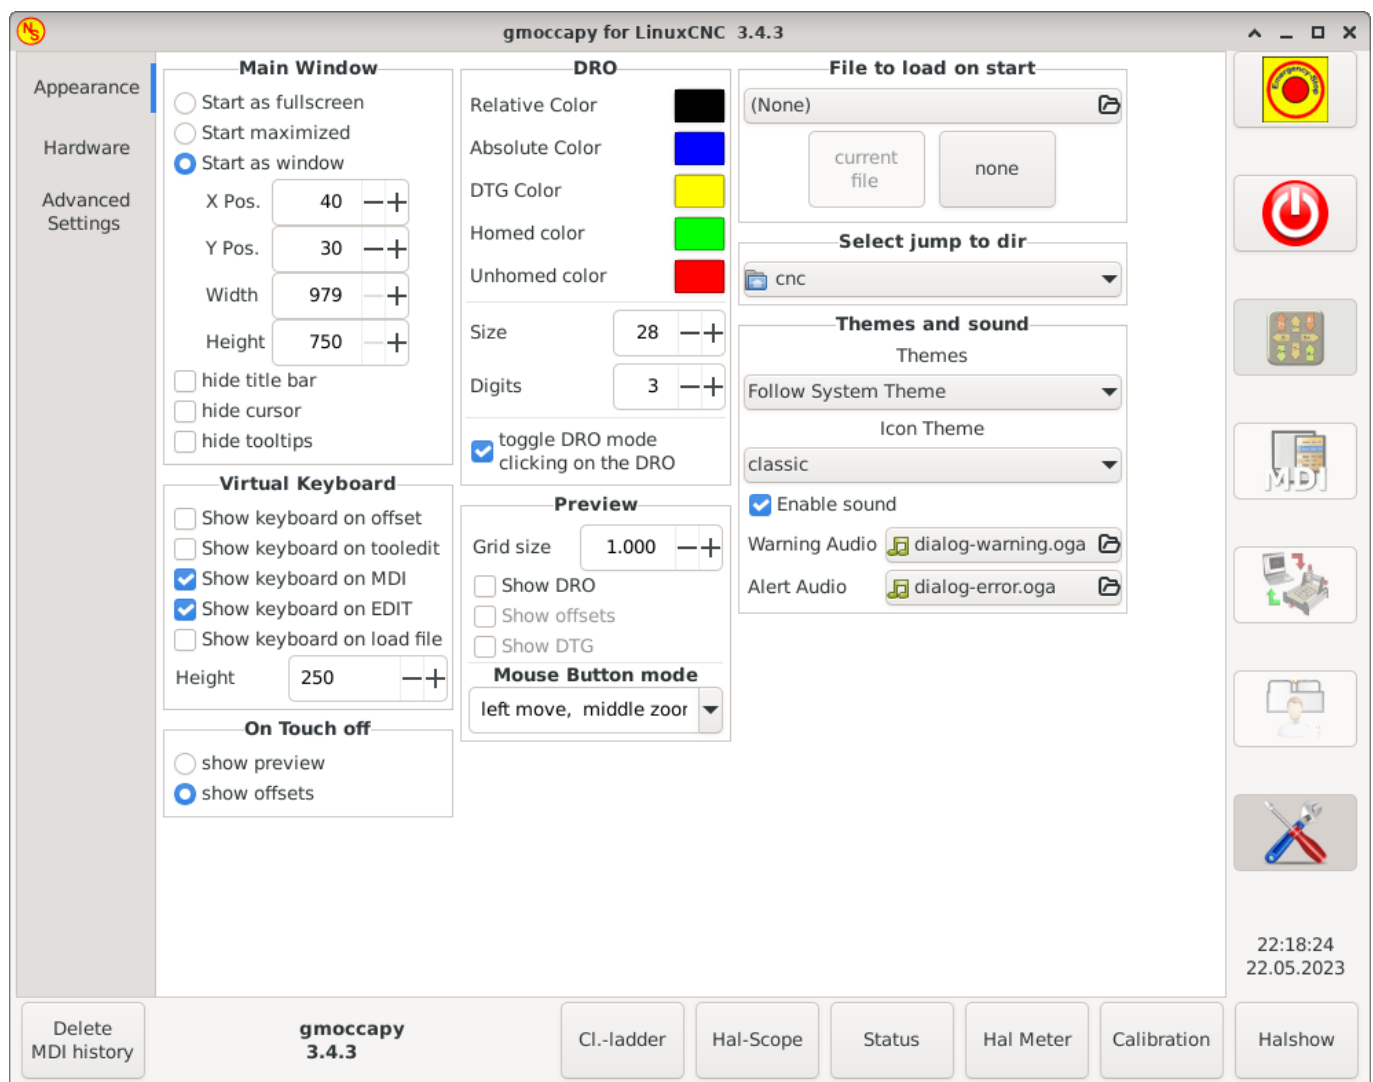 gmoccapy for LinuxCNC 3.4.3
Appearance
Hardware
Advanced
Settings
Main Window
Start as fullscreen
Start maximized
Start as window
X Pos. 40
Y Pos. 30
Width 979
Height 750
hide title bar
hide cursor
hide tooltips
Virtual Keyboard
Show keyboard on offset
Show keyboard on tooledit
Show keyboard on MDI
Show keyboard on EDIT
Show keyboard on load file
Height 250
On Touch off
show preview
show offsets
DRO
Relative Color
Absolute Color
DTG Color
Homed color
Unhomed color
Size 28
Digits 3
toggle DRO mode
clicking on the DRO
Preview
Grid size 1.000
Show DRO
Show offsets
Show DTG
Mouse Button mode
left move, middle zoor
File to load on start
(None)
current
file
none
Select jump to dir
cnc
Themes and sound
Themes
Follow System Theme
Icon Theme
classic
Enable sound
Warning Audio dialog-warning.oga
Alert Audio dialog-error.oga
Emergency-Stop
MDI
22:18:24
22.05.2023
Delete
MDI history
gmoccapy
3.4.3
Cl.-ladder
Hal-Scope
Status
Hal Meter
Calibration
Halshow